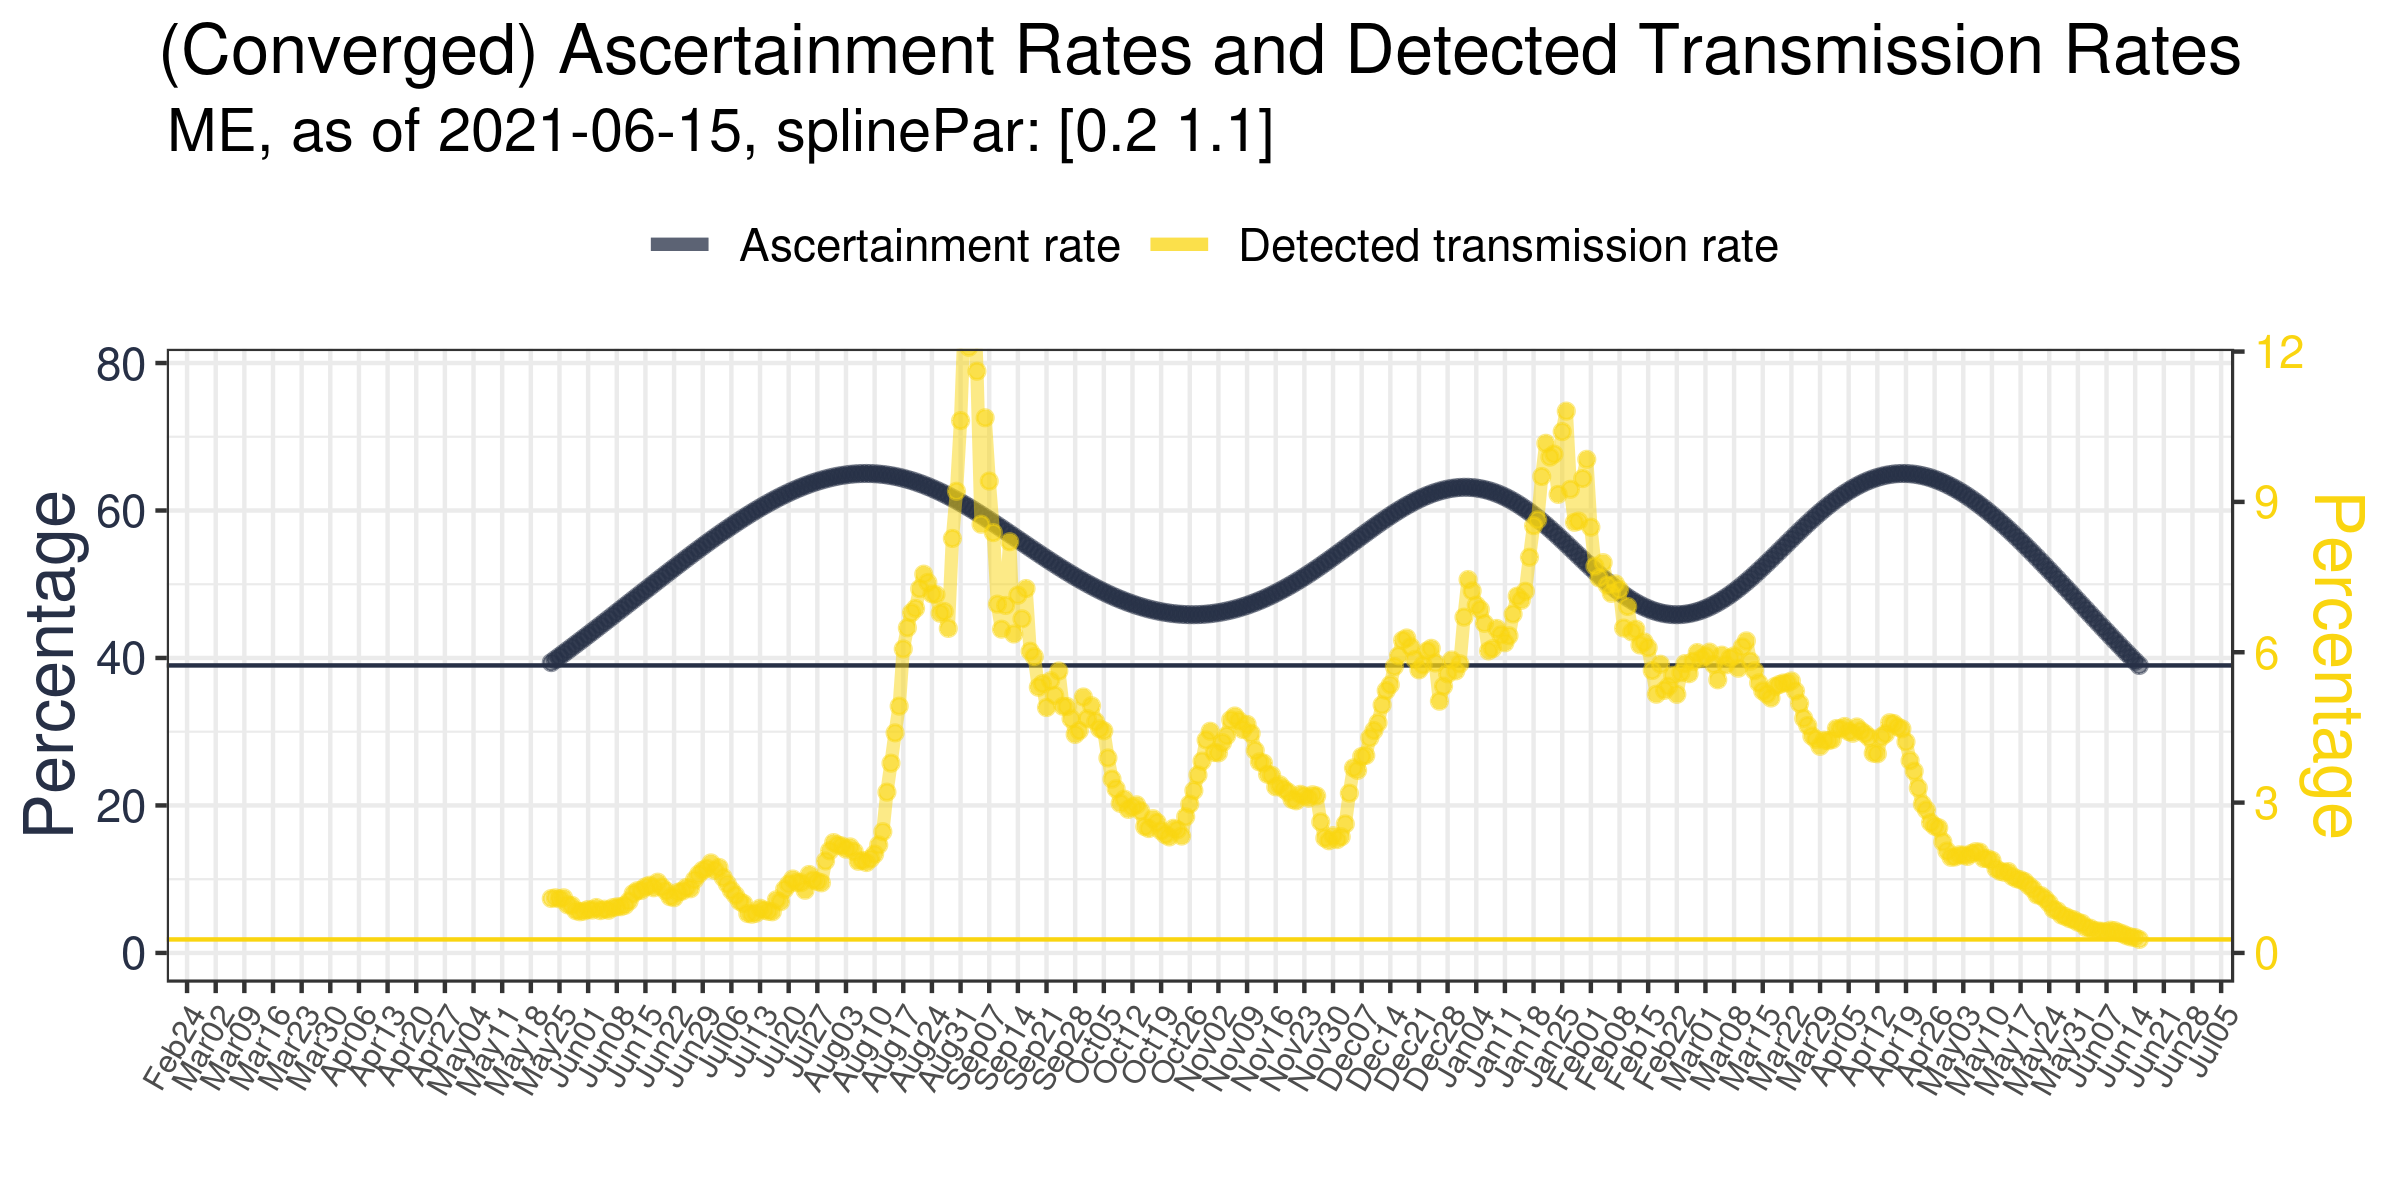 (Converged) Ascertainment Rates and Detected Transmission Rates
ME, as of 2021-06-15, splinePar: [0.2 1.1]
Ascertainment rate
Detected transmission rate
Percentage
80
60
40
20
0
12
9
6
3
0
Percentage
Feb24
Mar02
Mar09
Mar16
Mar23
Mar30
Apr06
Apr13
Apr20
Apr27
May04
May11
May18
May25
Jun01
Jun08
Jun15
Jun22
Jun29
Jul06
Jul13
Jul20
Jul27
Aug03
Aug10
Aug17
Aug24
Aug31
Sep07
Sep14
Sep21
Sep28
Oct05
Oct12
Oct19
Oct26
Nov02
Nov09
Nov16
Nov23
Nov30
Dec07
Dec14
Dec21
Dec28
Jan04
Jan11
Jan18
Jan25
Feb01
Feb08
Feb15
Feb22
Mar01
Mar08
Mar15
Mar22
Mar29
Apr05
Apr12
Apr19
Apr26
May03
May10
May17
May24
May31
Jun07
Jun14
Jun21
Jun28
Jul05